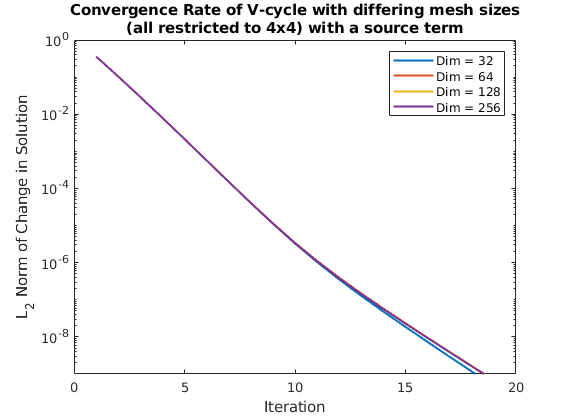 Convergence Rate of V-cycle with differing mesh sizes
(all restricted to 4x4) with a source term
10^0
10^-2
10^-4
10^-6
10^-8
L_2 Norm of Change in Solution
Dim = 32
Dim = 64
Dim = 128
Dim = 256
0 5 10 15 20
Iteration